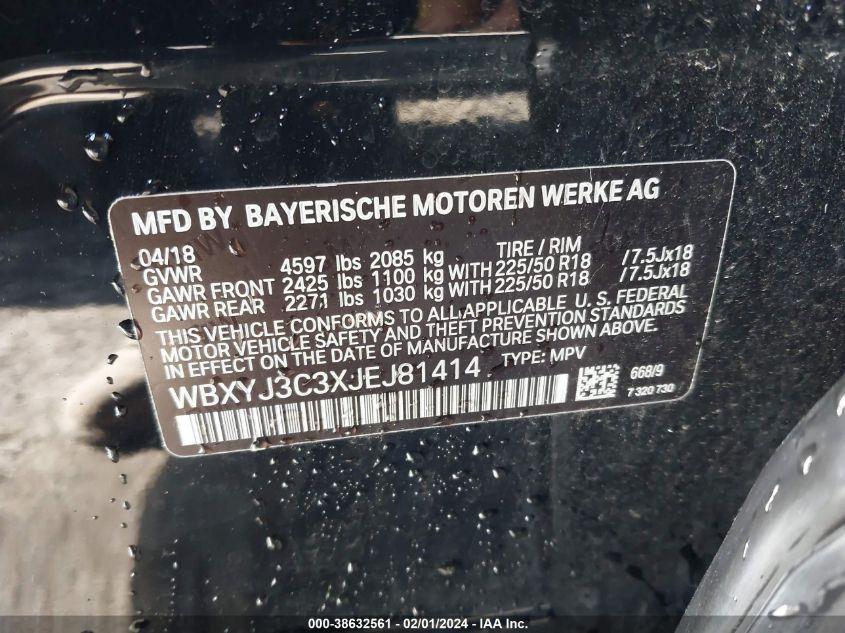 MFD BY BAYERISCHE MOTOREN WERKE AG
04/18
GVWR 4597 lbs 2085 kg TIRE / RIM
GAWR FRONT 2425 lbs 1100 kg WITH 225/50 R18 /7.5Jx18
GAWR REAR 2271 lbs 1030 kg WITH 225/50 R18 /7.5Jx18
THIS VEHICLE CONFORMS TO ALL APPLICABLE U. S. FEDERAL
MOTOR VEHICLE SAFETY AND THEFT PREVENTION STANDARDS
IN EFFECT ON THE DATE OF MANUFACTURE SHOWN ABOVE.
WBXYJ3C3XJEJ81414 TYPE: MPV
668/9
7 320 730
000-38632561 - 02/01/2024 - IAA Inc.